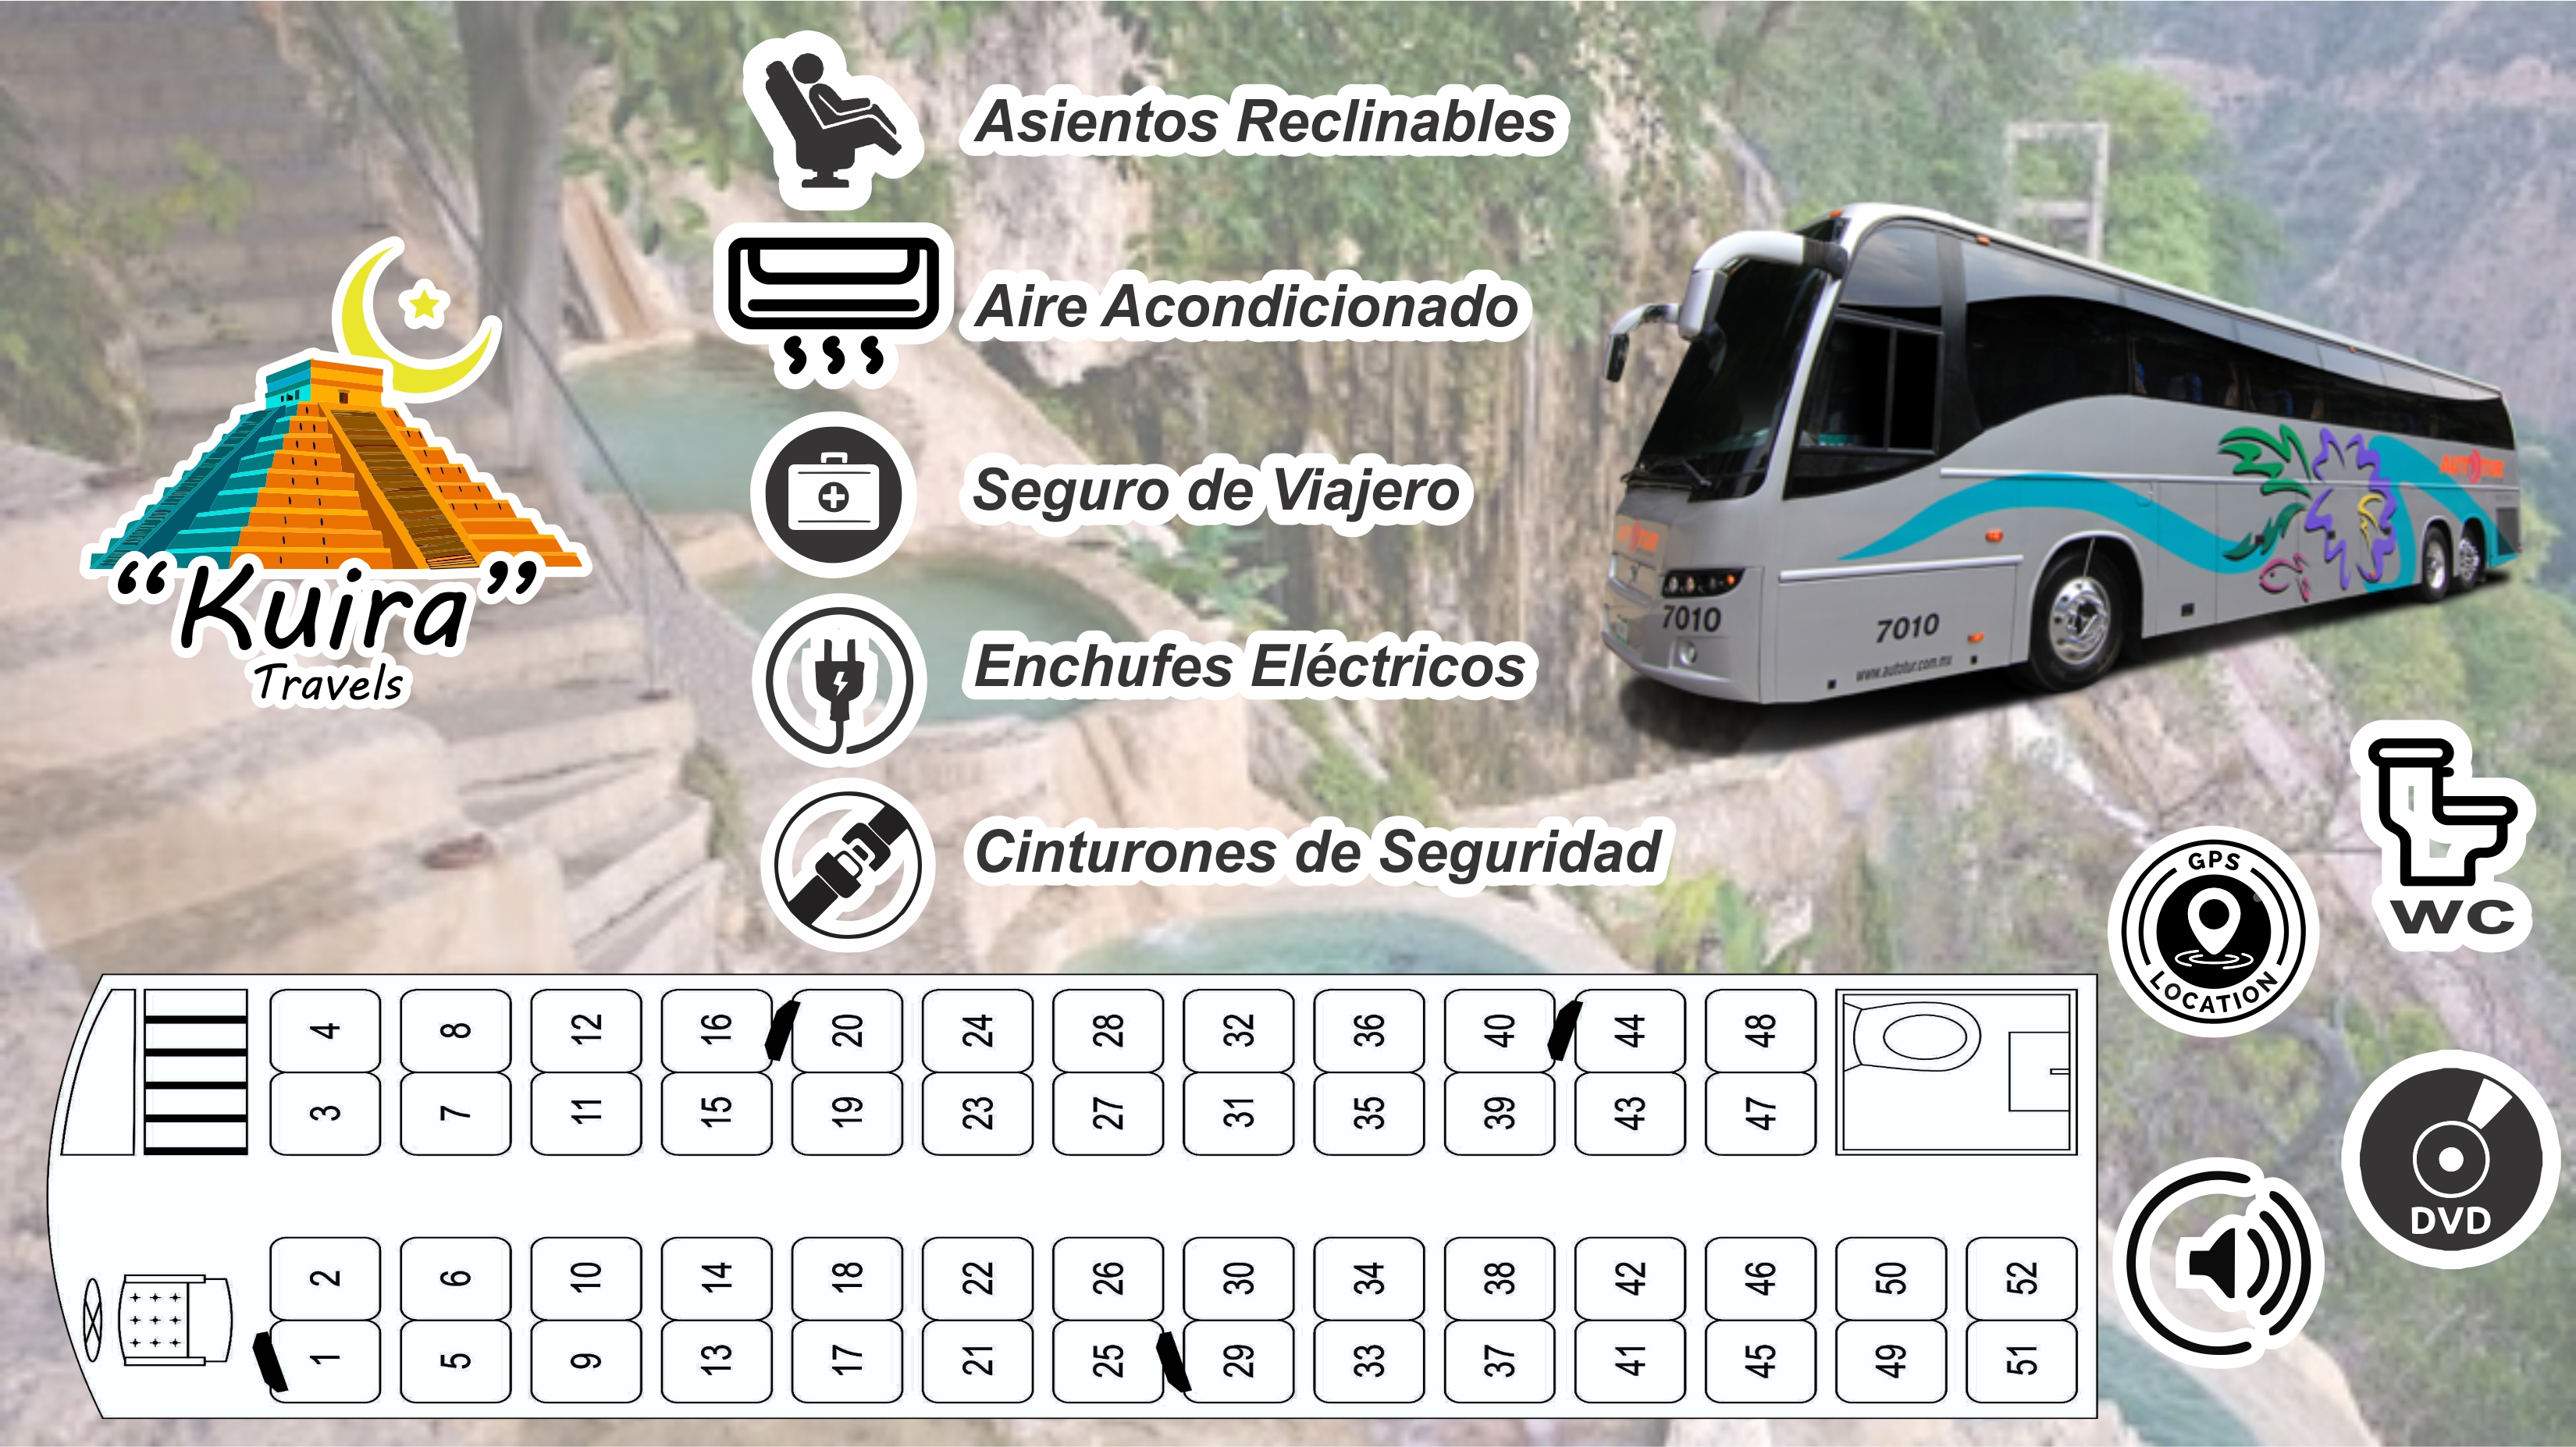 Asientos Reclinables
Aire Acondicionado
Seguro de Viajero
Enchufes Eléctricos
Cinturones de Seguridad
“Kuira”
Travels
AUTOTUR
AUTOTUR
7010
7010
www.autotur.com.mx
WC
GPS
LOCATION
DVD
4 8 12 16 20 24 28 32 36 40 44 48
3 7 11 15 19 23 27 31 35 39 43 47
2 6 10 14 18 22 26 30 34 38 42 46 50 52
1 5 9 13 17 21 25 29 33 37 41 45 49 51